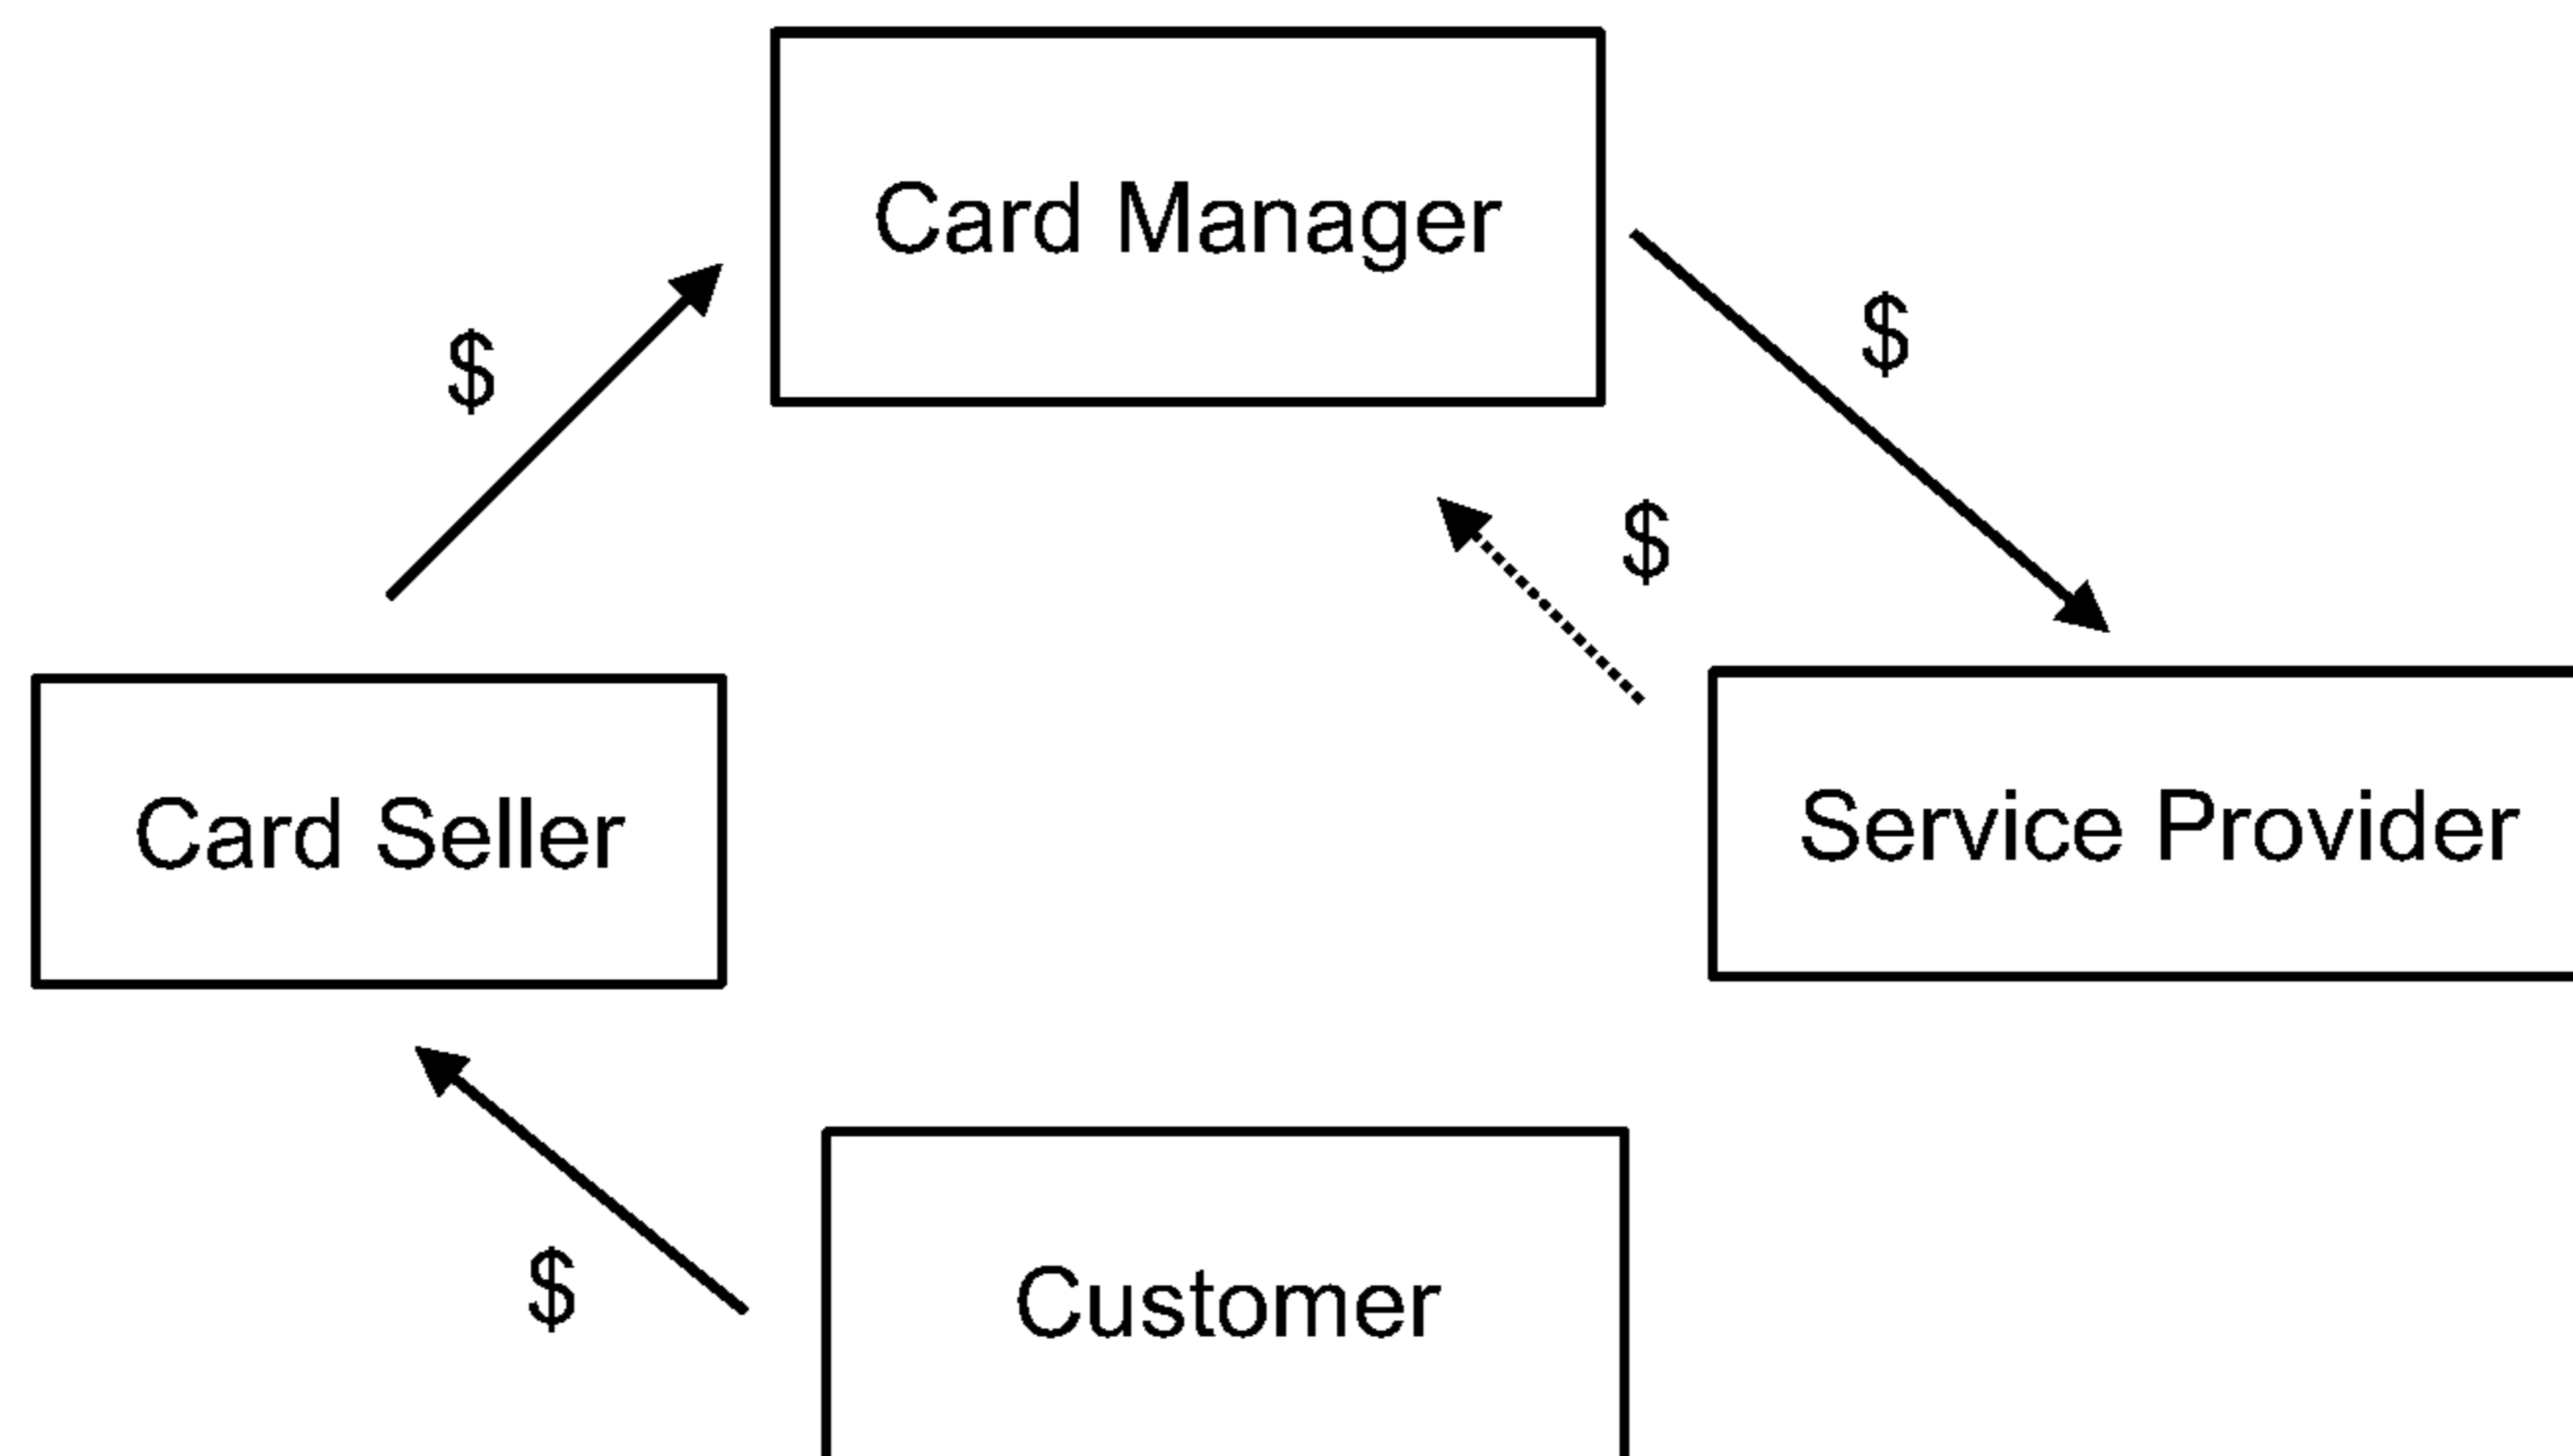 Card Manager
$
$
$
Card Seller
Service Provider
$
Customer